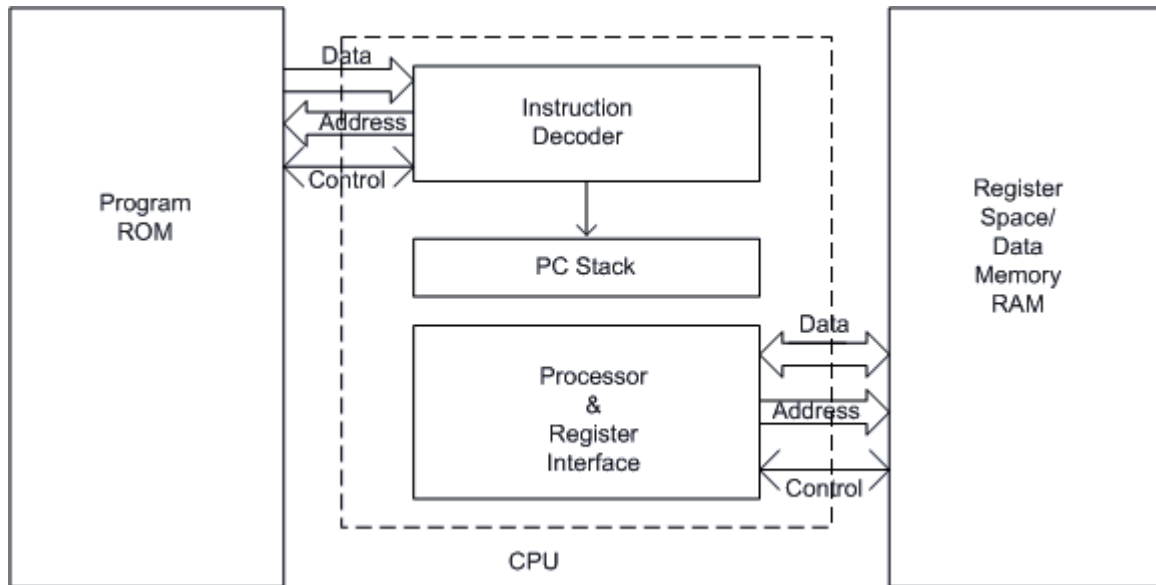 Program
ROM
Data
Address
Control
Instruction
Decoder
PC Stack
Processor
&
Register
Interface
CPU
Data
Address
Control
Register
Space/
Data
Memory
RAM